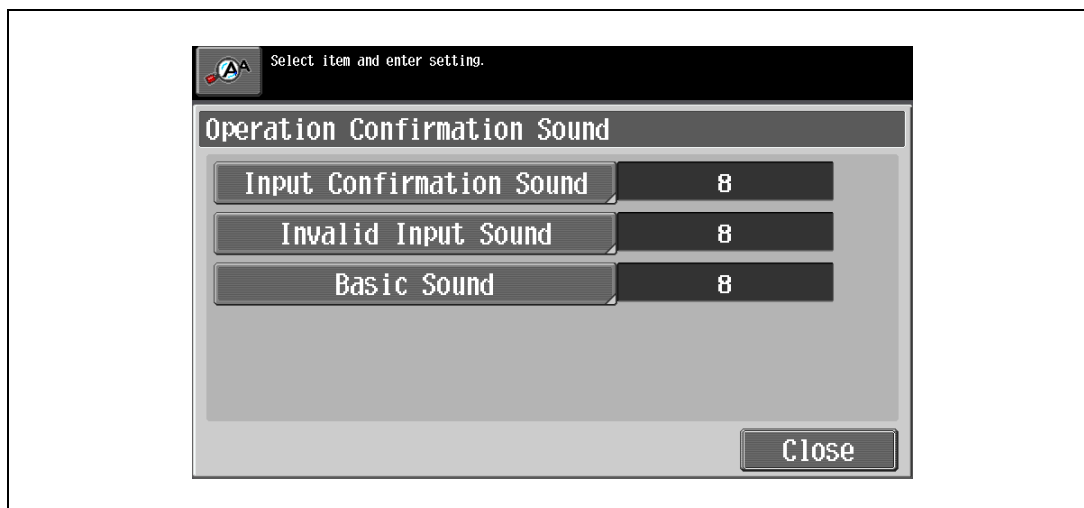 A A
Select item and enter setting.
Operation Confirmation Sound
Input Confirmation Sound 8
Invalid Input Sound 8
Basic Sound 8
Close